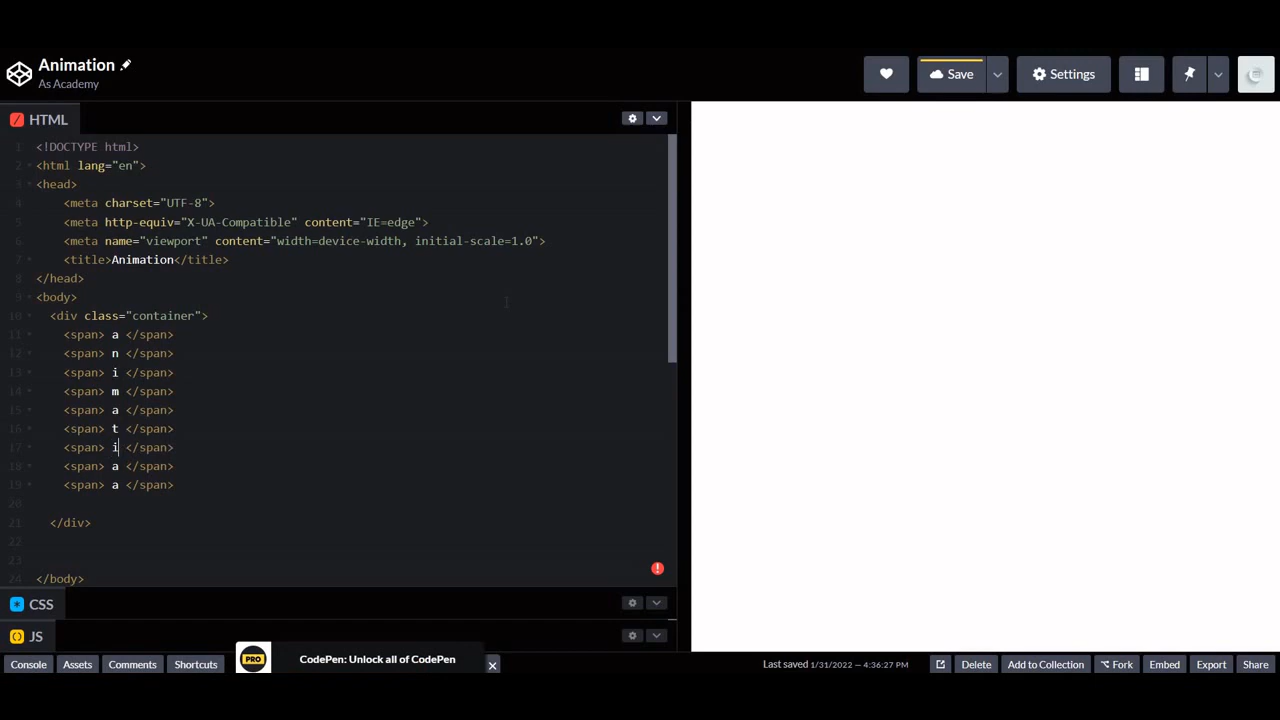 Animation
As Academy
Save
Settings
HTML
1 <!DOCTYPE html>
2 <html lang="en">
3 <head>
4 <meta charset="UTF-8">
5 <meta http-equiv="X-UA-Compatible" content="IE=edge">
6 <meta name="viewport" content="width=device-width, initial-scale=1.0">
7 <title>Animation</title>
8 </head>
9 <body>
10 <div class="container">
11 <span> a </span>
12 <span> n </span>
13 <span> i </span>
14 <span> m </span>
15 <span> a </span>
16 <span> t </span>
17 <span> i </span>
18 <span> a </span>
19 <span> a </span>
20
21 </div>
22
23
24 </body>
CSS
JS
PRO CodePen: Unlock all of CodePen
Console Assets Comments Shortcuts Last saved 1/31/2022 — 4:36:27 PM Delete Add to Collection Fork Embed Export Share